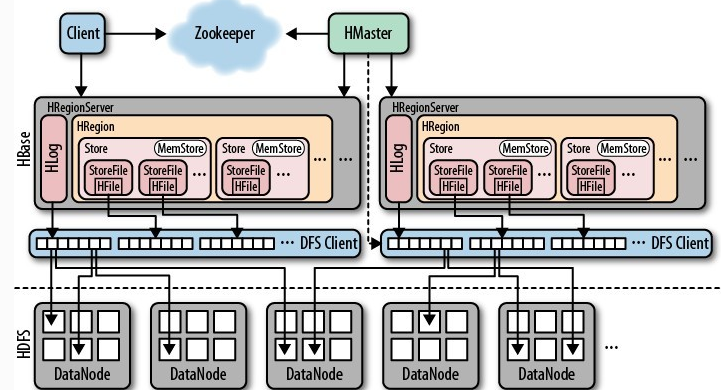 Client
Zookeeper
HMaster
HBase
HRegionServer
HLog
HRegion
Store
MemStore
StoreFile
HFile
StoreFile
HFile
...
Store
MemStore
StoreFile
HFile
...
...
...
HRegionServer
HLog
HRegion
Store
MemStore
StoreFile
HFile
StoreFile
HFile
...
Store
MemStore
StoreFile
HFile
...
...
...
... DFS Client
... DFS Client
HDFS
DataNode
DataNode
DataNode
DataNode
DataNode
...